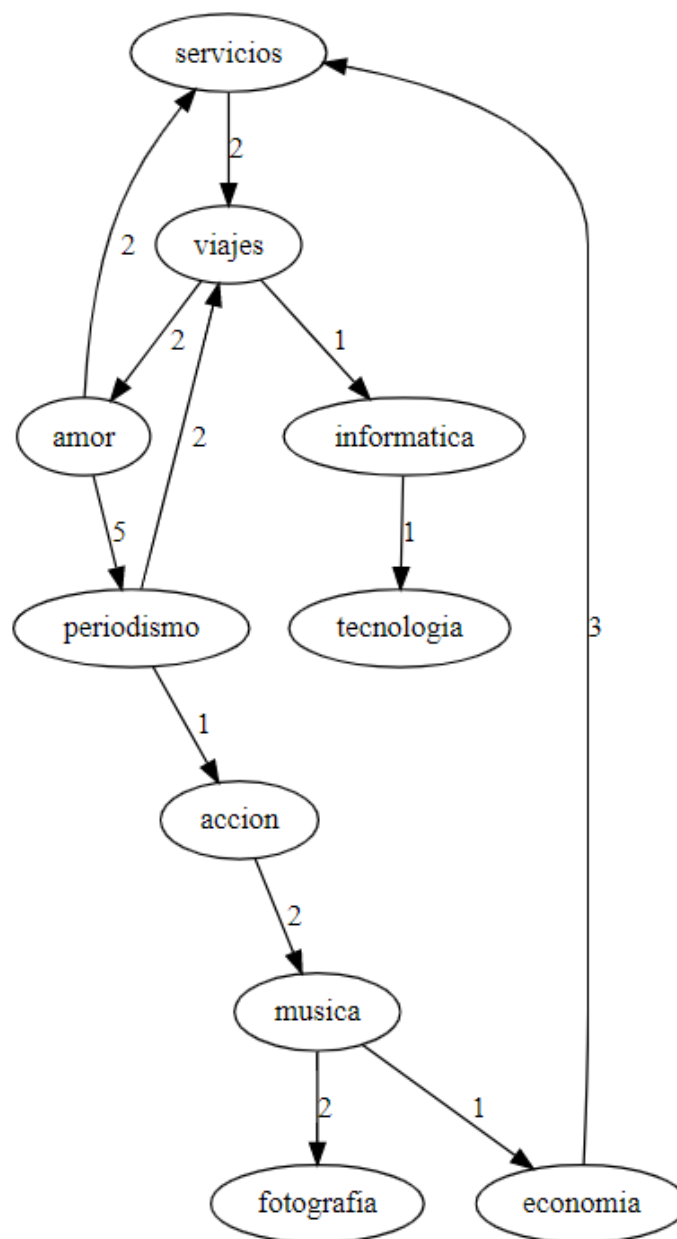 servicios
2
viajes
2
2
1
amor
2
informatica
5
1
periodismo
tecnologia
3
1
accion
2
musica
2
1
fotografia
economia